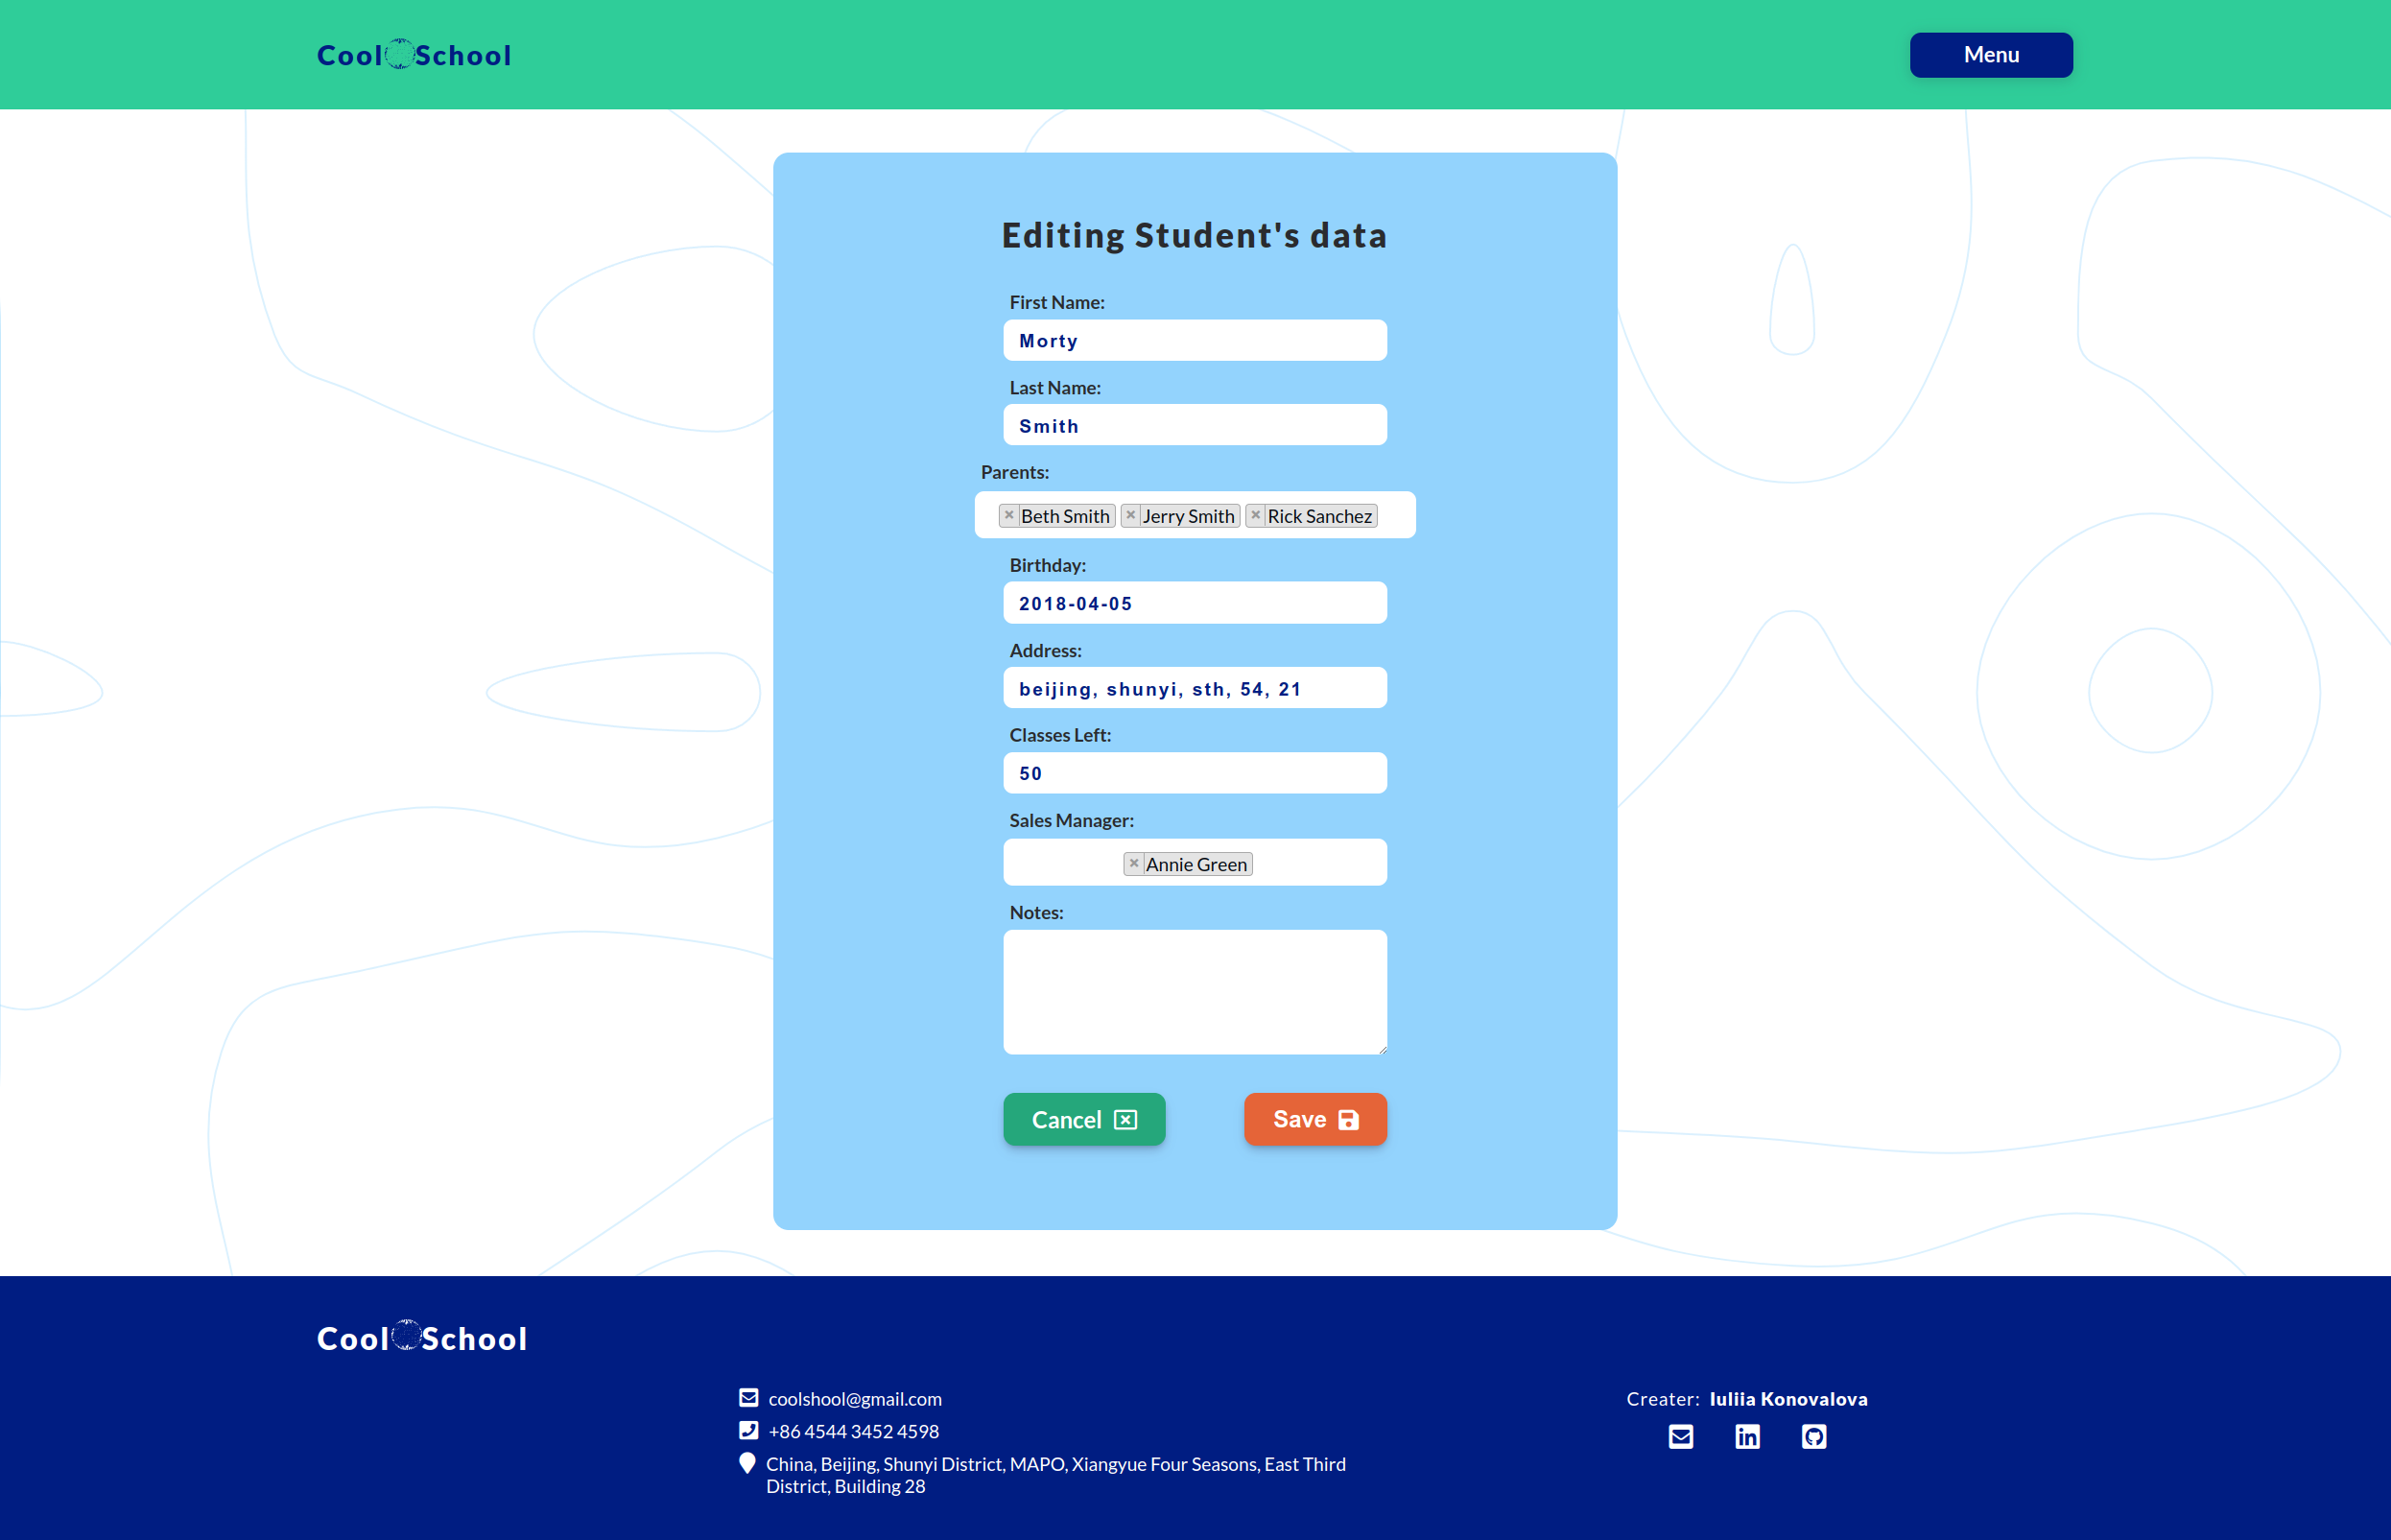 Cool School
Menu
Editing Student's data
First Name:
Morty
Last Name:
Smith
Parents:
× Beth Smith × Jerry Smith × Rick Sanchez
Birthday:
2018-04-05
Address:
beijing, shunyi, sth, 54, 21
Classes Left:
50
Sales Manager:
× Annie Green
Notes:
Cancel
Save
Cool School
coolshool@gmail.com
+86 4544 3452 4598
China, Beijing, Shunyi District, MAPO, Xiangyue Four Seasons, East Third
District, Building 28
Creater: Iuliia Konovalova